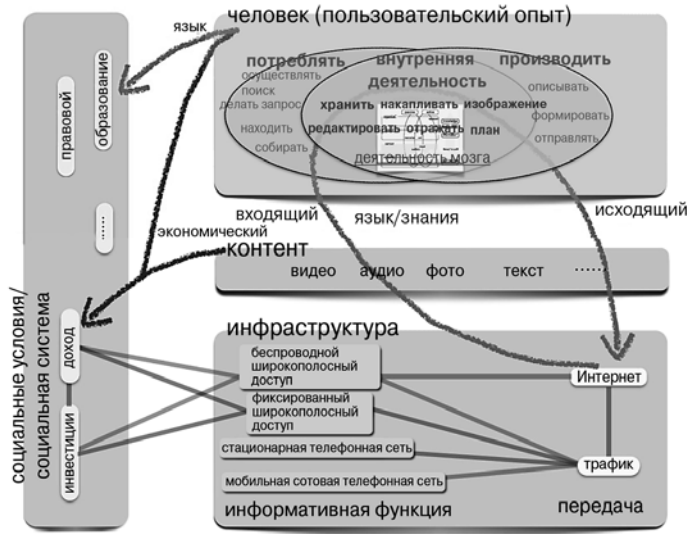 язык
человек (пользовательский опыт)
потреблять
внутренняя
деятельность
производить
осуществлять
поиск
делать запрос
находить
собирать
хранить накапливать изображение
редактировать отражать план
деятельность мозга
описывать
формировать
отправлять
правовой
образование
......
входящий
язык/знания
исходящий
экономический
контент
видео аудио фото текст ......
социальные условия/
социальная система
доход
инвестиции
инфраструктура
беспроводной
широкополосный
доступ
фиксированный
широкополосный
доступ
стационарная телефонная сеть
мобильная сотовая телефонная сеть
Интернет
трафик
информативная функция
передача